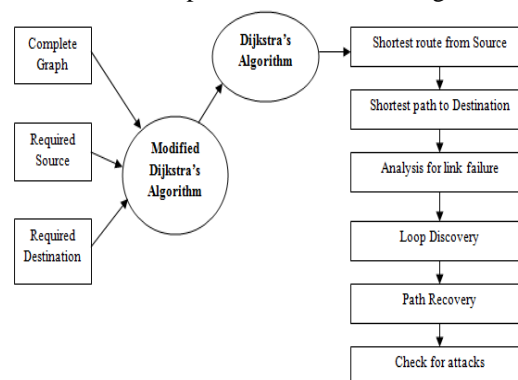 Complete
Graph
Required
Source
Required
Destination
Modified
Dijkstra's
Algorithm
Dijkstra's
Algorithm
Shortest route from Source
Shortest path to Destination
Analysis for link failure
Loop Discovery
Path Recovery
Check for attacks